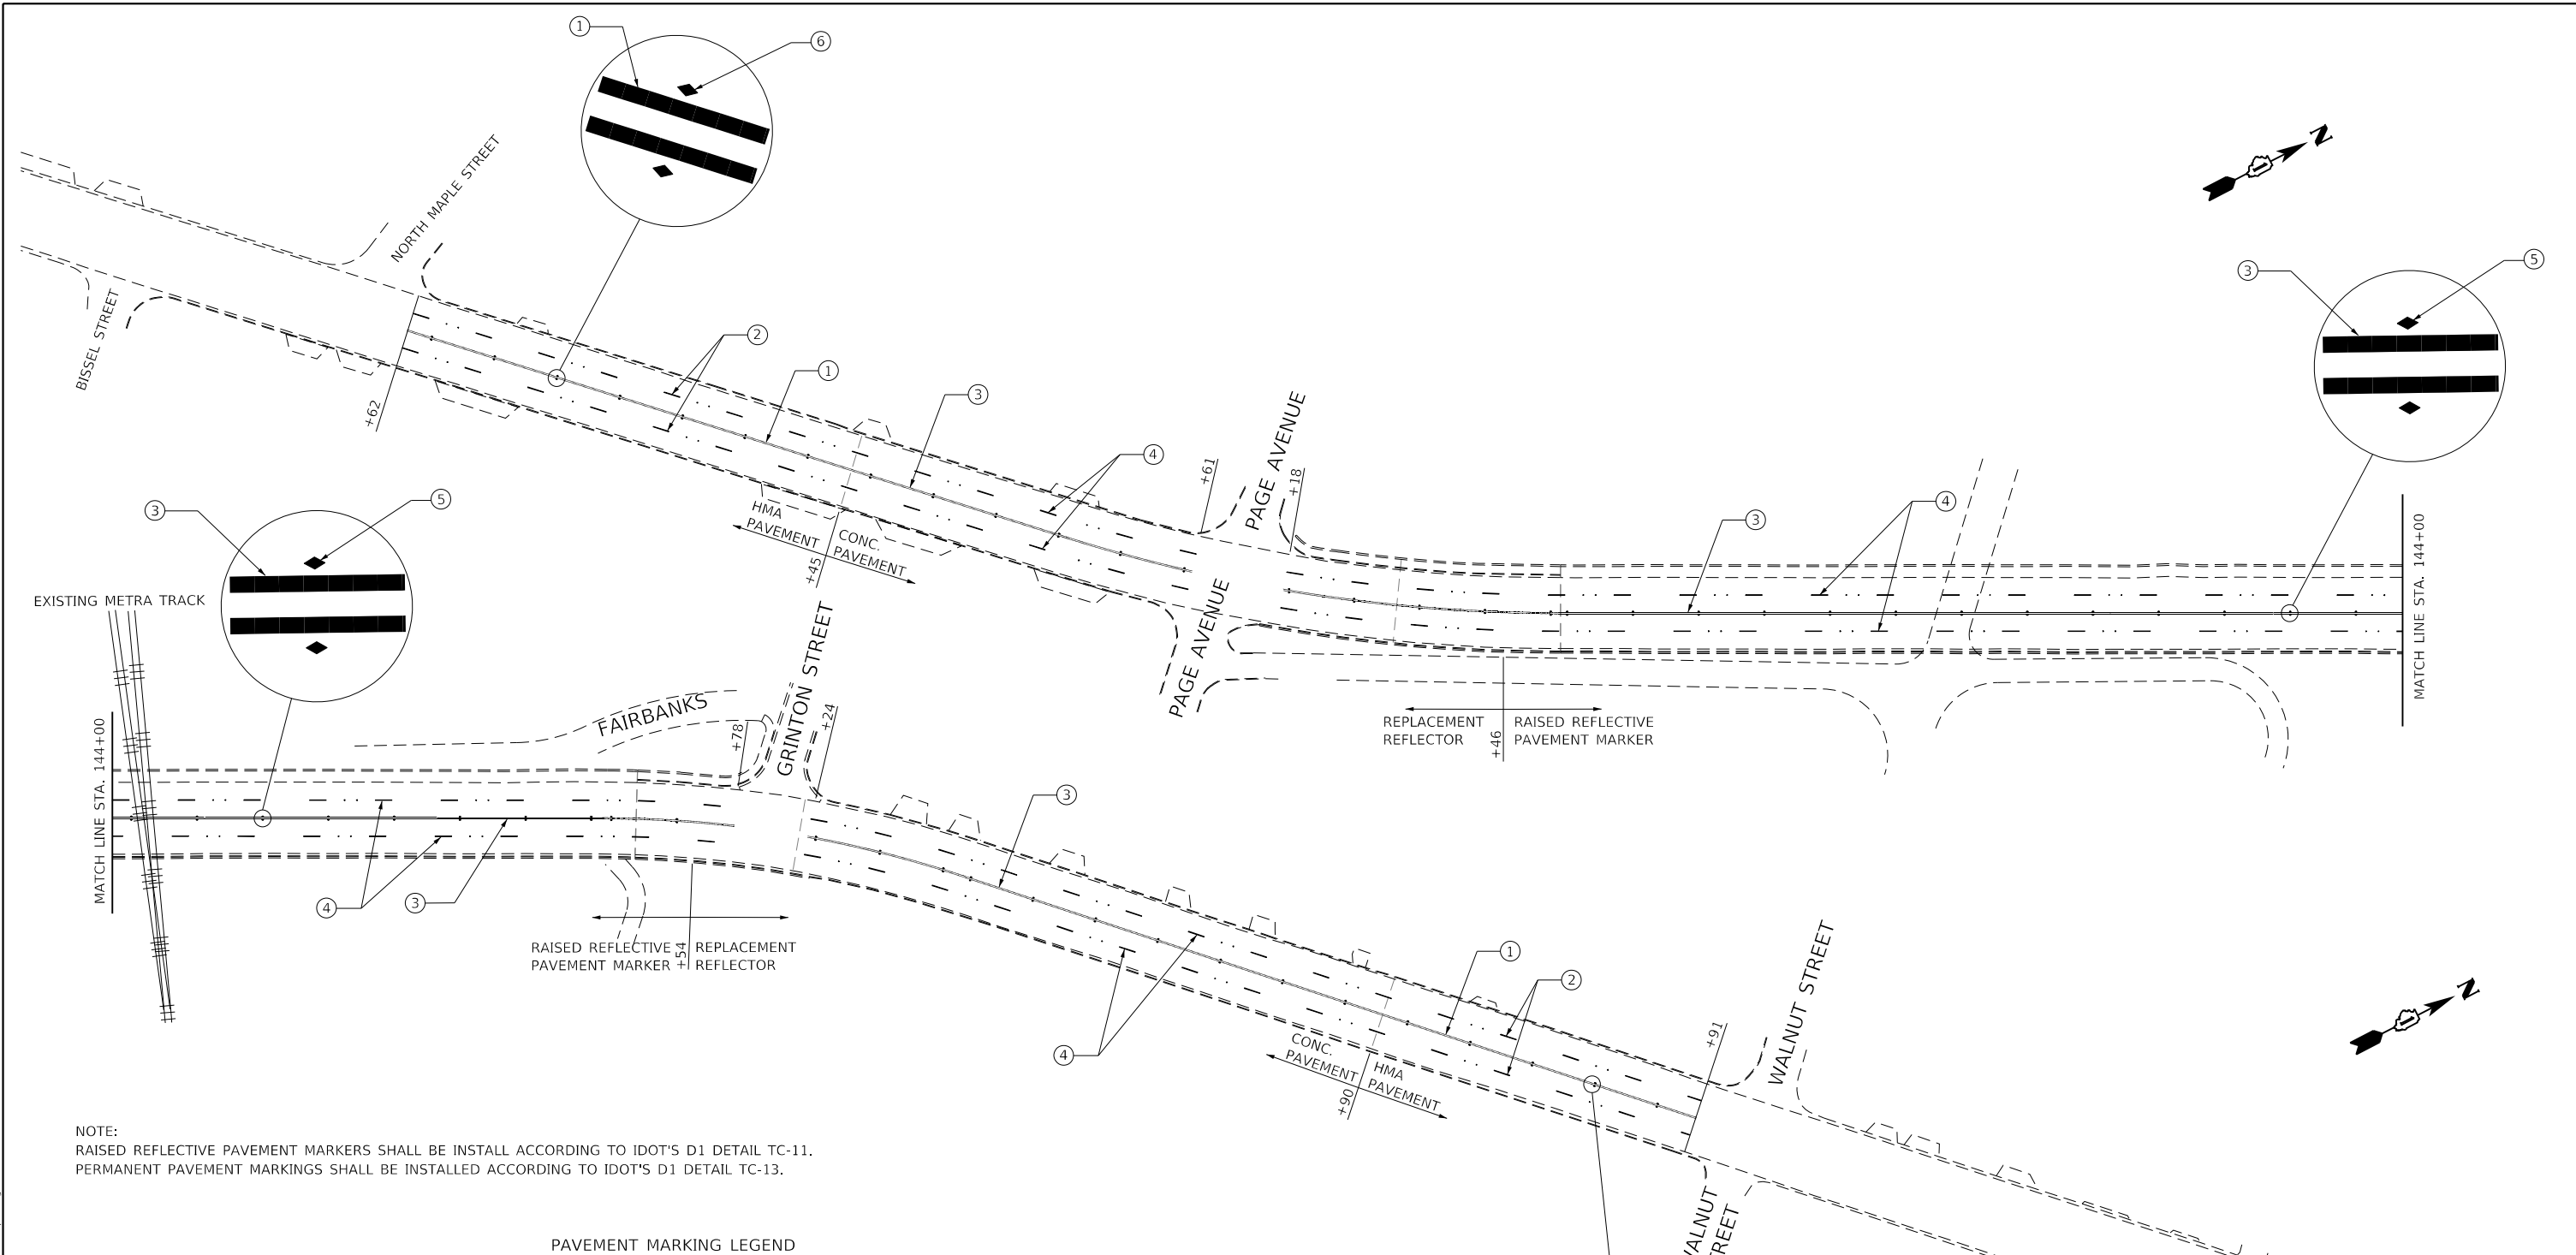 1
6
N
NORTH MAPLE STREET
3
5
BISSEL STREET
+62
2
1
3
4
+61
PAGE AVENUE
+18
3
4
HMA
PAVEMENT
CONC.
PAVEMENT
+45
PAGE AVENUE
MATCH LINE STA. 144+00
REPLACEMENT
REFLECTOR
+46
RAISED REFLECTIVE
PAVEMENT MARKER
3
5
EXISTING METRA TRACK
MATCH LINE STA. 144+00
FAIRBANKS
+78
GRINTON STREET
+24
3
4
3
RAISED REFLECTIVE
PAVEMENT MARKER
+54
REPLACEMENT
REFLECTOR
4
1
2
CONC.
PAVEMENT
HMA
PAVEMENT
+90
+91
WALNUT STREET
N
NOTE:
RAISED REFLECTIVE PAVEMENT MARKERS SHALL BE INSTALL ACCORDING TO IDOT'S D1 DETAIL TC-11.
PERMANENT PAVEMENT MARKINGS SHALL BE INSTALLED ACCORDING TO IDOT'S D1 DETAIL TC-13.
PAVEMENT MARKING LEGEND